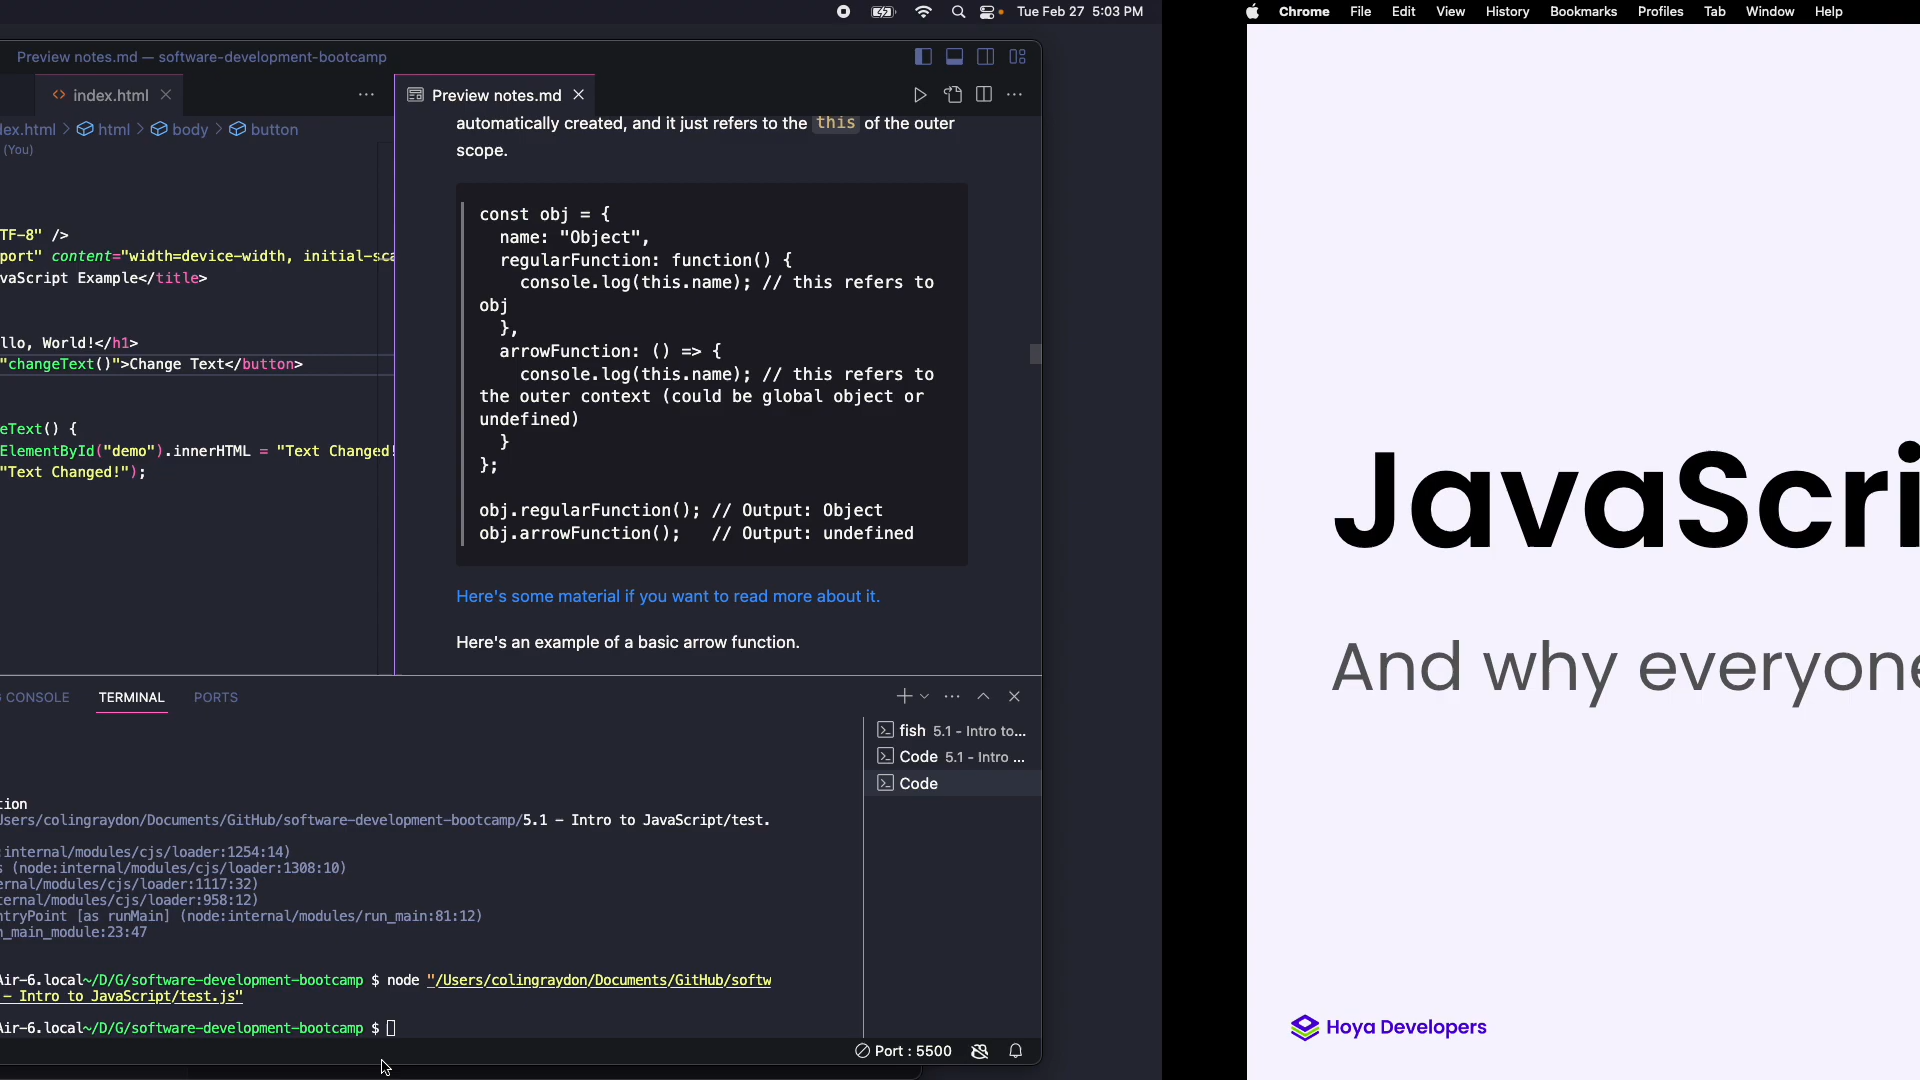 Tue Feb 27 5:03 PM
Preview notes.md — software-development-bootcamp
index.html
Preview notes.md
ex.html > html > body > button
(You)
TF-8" />
port" content="width=device-width, initial-sca
vaScript Example</title>
llo, World!</h1>
"changeText()">Change Text</button>
eText() {
ElementById("demo").innerHTML = "Text Changed!
"Text Changed!");
automatically created, and it just refers to the this of the outer
scope.
const obj = {
name: "Object",
regularFunction: function() {
console.log(this.name); // this refers to
obj
},
arrowFunction: () => {
console.log(this.name); // this refers to
the outer context (could be global object or
undefined)
}
};
obj.regularFunction(); // Output: Object
obj.arrowFunction(); // Output: undefined
Here's some material if you want to read more about it.
Here's an example of a basic arrow function.
CONSOLE TERMINAL PORTS
fish 5.1 - Intro to...
Code 5.1 - Intro ...
Code
tion
Users/colingraydon/Documents/GitHub/software-development-bootcamp/5.1 - Intro to JavaScript/test.
:internal/modules/cjs/loader:1254:14)
s (node:internal/modules/cjs/loader:1308:10)
ernal/modules/cjs/loader:1117:32)
ternal/modules/cjs/loader:958:12)
ntryPoint [as runMain] (node:internal/modules/run_main:81:12)
n_main_module:23:47
Air-6.local~/D/G/software-development-bootcamp $ node "/Users/colingraydon/Documents/GitHub/softw
- Intro to JavaScript/test.js"
Air-6.local~/D/G/software-development-bootcamp $
Port : 5500
Chrome File Edit View History Bookmarks Profiles Tab Window Help
JavaScri
And why everyone
Hoya Developers